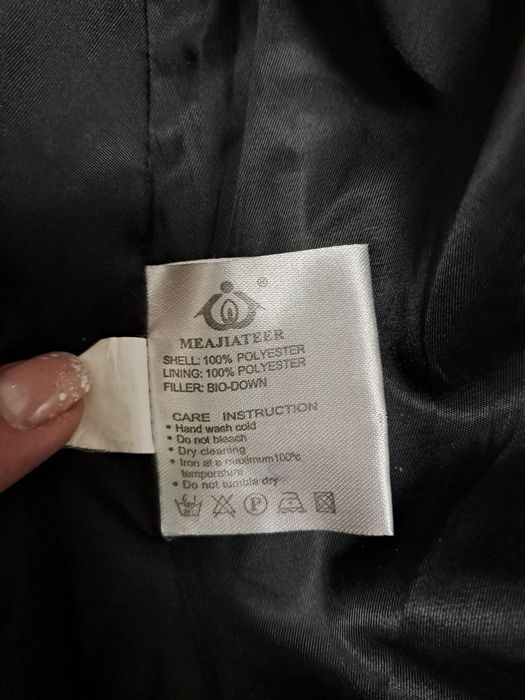 ®
MEAJIATEER
SHELL: 100% POLYESTER
LINING: 100% POLYESTER
FILLER: BIO-DOWN
CARE INSTRUCTION
• Hand wash cold
• Do not bleach
• Dry cleaning
• Iron at a maximum100°c
temperature
• Do not tumble dry
P